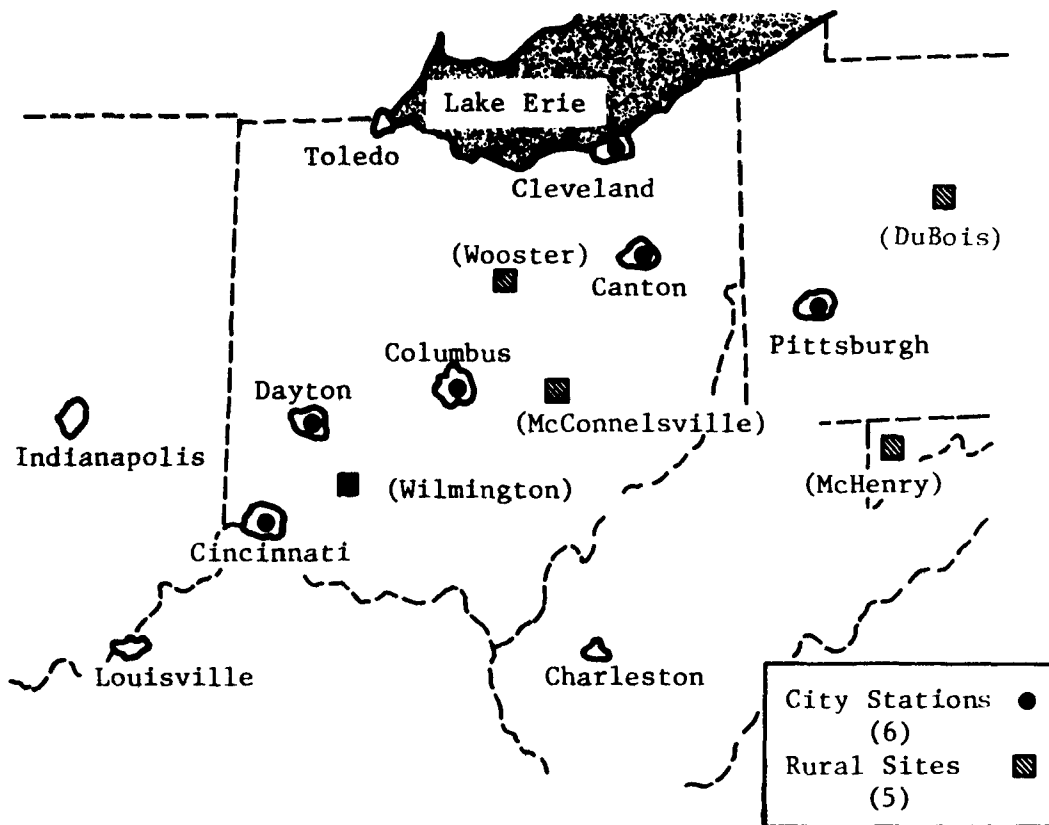 Lake Erie
Toledo
Cleveland
(DuBois)
(Wooster)
Canton
Pittsburgh
Columbus
Dayton
(McConnelsville)
Indianapolis
(McHenry)
(Wilmington)
Cincinnati
Louisville
Charleston
City Stations
(6)
Rural Sites
(5)